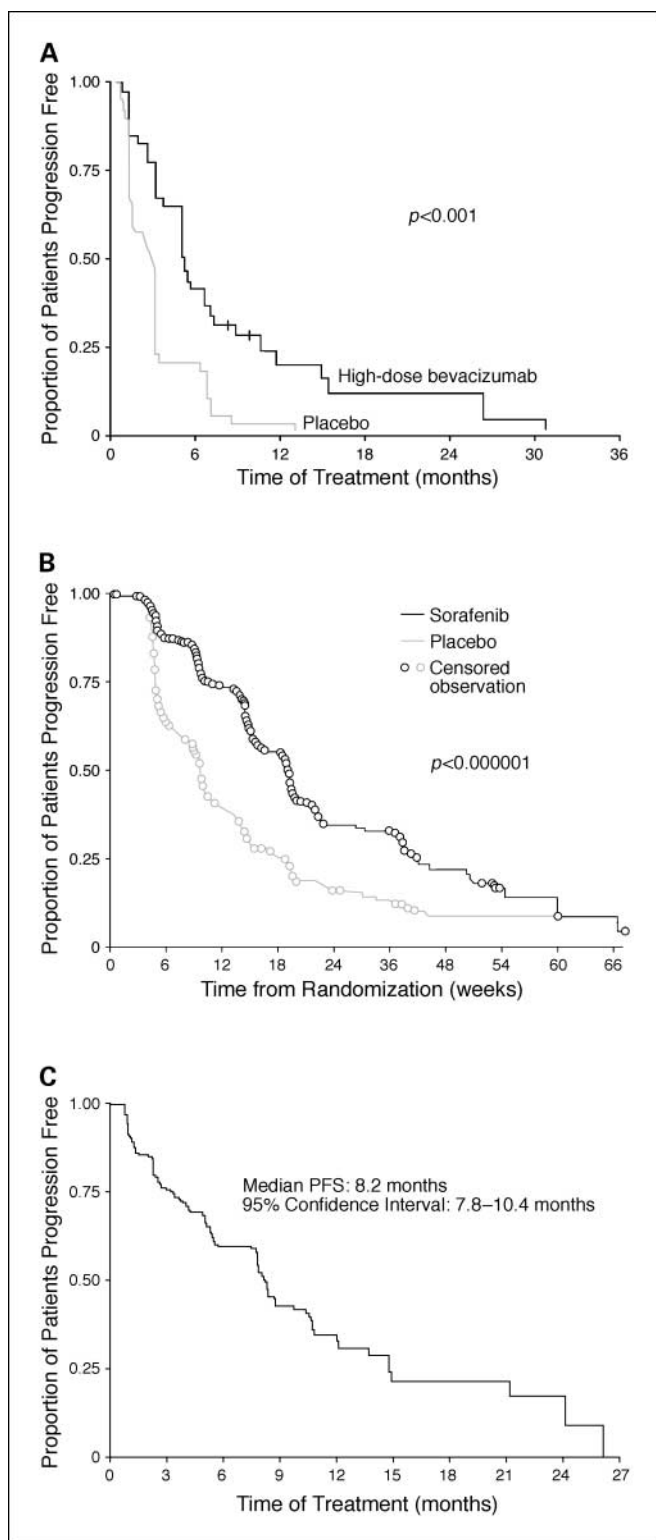 A
Proportion of Patients Progression Free
1.00
0.75
0.50
0.25
0
p<0.001
High-dose bevacizumab
Placebo
0 6 12 18 24 30 36
Time of Treatment (months)
B
Proportion of Patients Progression Free
1.00
0.75
0.50
0.25
0
Sorafenib
Placebo
Censored
observation
p<0.000001
0 6 12 18 24 36 48 54 60 66
Time from Randomization (weeks)
C
Proportion of Patients Progression Free
1.00
0.75
0.50
0.25
0
Median PFS: 8.2 months
95% Confidence Interval: 7.8–10.4 months
0 3 6 9 12 15 21 24 27
Time of Treatment (months)